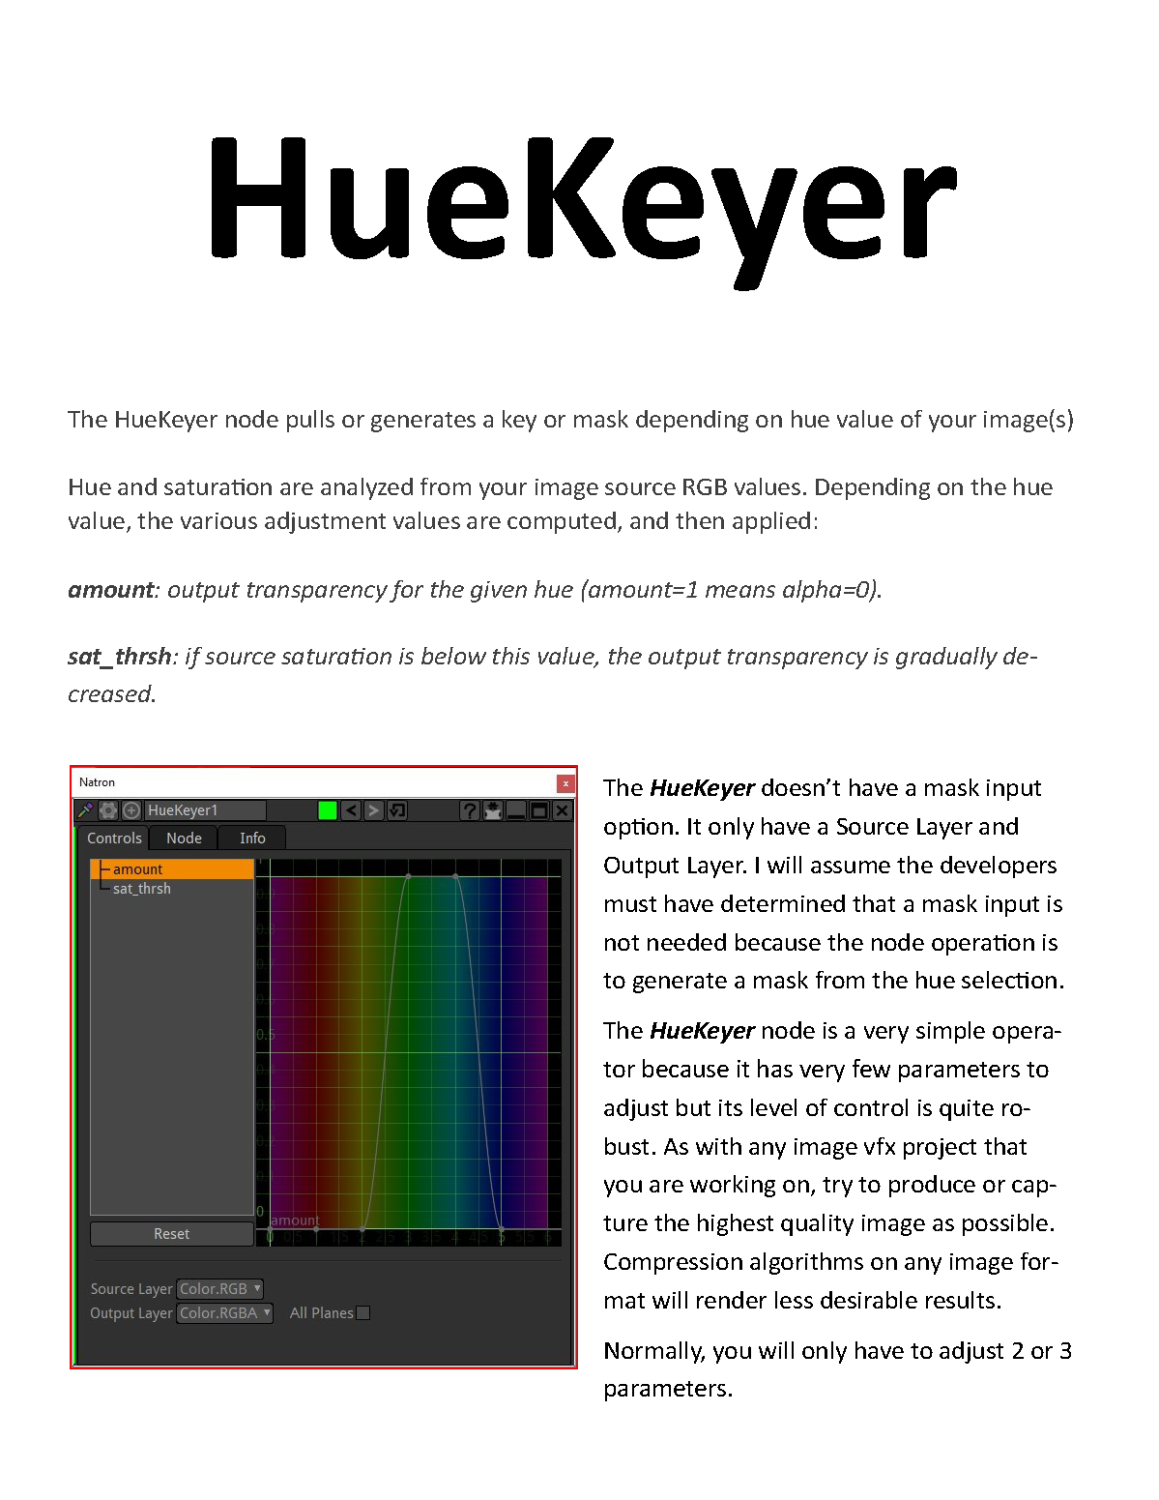 HueKeyer
The HueKeyer node pulls or generates a key or mask depending on hue value of your image(s)
Hue and saturation are analyzed from your image source RGB values. Depending on the hue
value, the various adjustment values are computed, and then applied:
amount: output transparency for the given hue (amount=1 means alpha=0).
sat_thrsh: if source saturation is below this value, the output transparency is gradually de-
creased.
Natron
HueKeyer1
Controls Node Info
amount
sat_thrsh
0.5
0
amount
Reset
Source Layer Color.RGB
Output Layer Color.RGBA All Planes
The HueKeyer doesn’t have a mask input
option. It only have a Source Layer and
Output Layer. I will assume the developers
must have determined that a mask input is
not needed because the node operation is
to generate a mask from the hue selection.
The HueKeyer node is a very simple opera-
tor because it has very few parameters to
adjust but its level of control is quite ro-
bust. As with any image vfx project that
you are working on, try to produce or cap-
ture the highest quality image as possible.
Compression algorithms on any image for-
mat will render less desirable results.
Normally, you will only have to adjust 2 or 3
parameters.